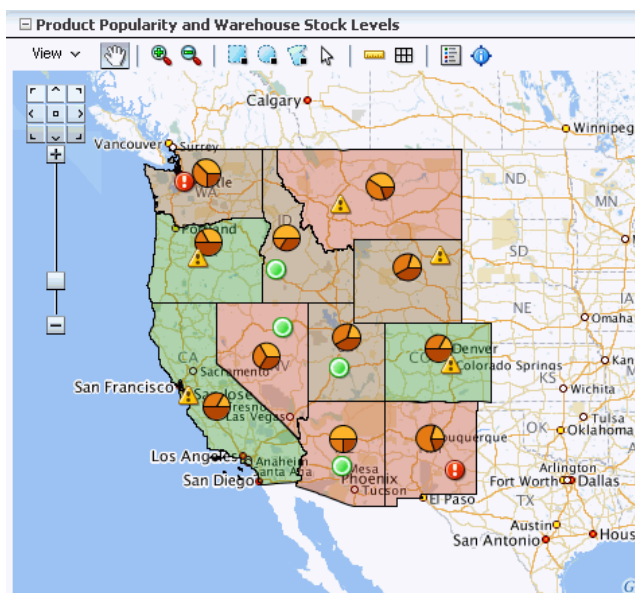 Product Popularity and Warehouse Stock Levels
View
Calgary
Winnipeg
Vancouver
Surrey
WA
ND
MN
ID
Portland
SD
NE
IA
Omaha
CA
Sacramento
NV
CO
Denver
Colorado Springs
Kan
San Francisco
San Jose
KS
Wichita
Fresno
Las Vegas
Tulsa
OK
Oklahoma
Los Angeles
Anaheim
Santa Ana
Mesa
Phoenix
Tucson
San Diego
El Paso
Arlington
Fort Worth
Dallas
TX
Austin
San Antonio
Hous
G